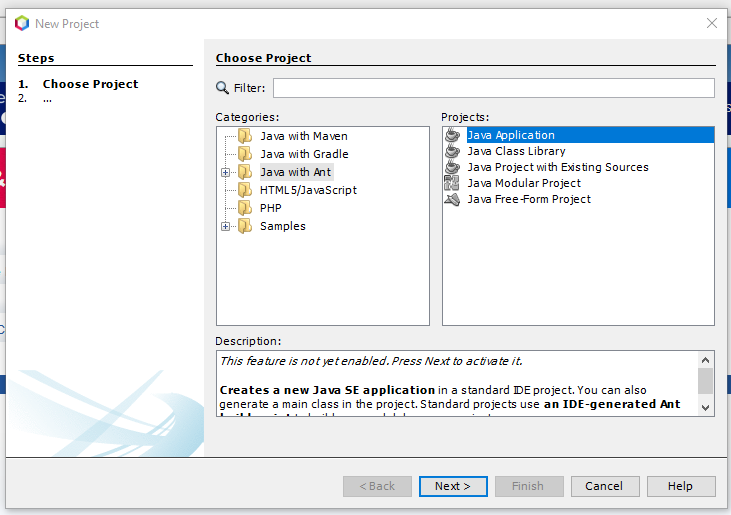 New Project
Steps
1. Choose Project
2. ...
Choose Project
Filter:
Categories:
Java with Maven
Java with Gradle
Java with Ant
HTML5/JavaScript
PHP
Samples
Projects:
Java Application
Java Class Library
Java Project with Existing Sources
Java Modular Project
Java Free-Form Project
Description:
This feature is not yet enabled. Press Next to activate it.
Creates a new Java SE application in a standard IDE project. You can also
generate a main class in the project. Standard projects use an IDE-generated Ant
< Back
Next >
Finish
Cancel
Help